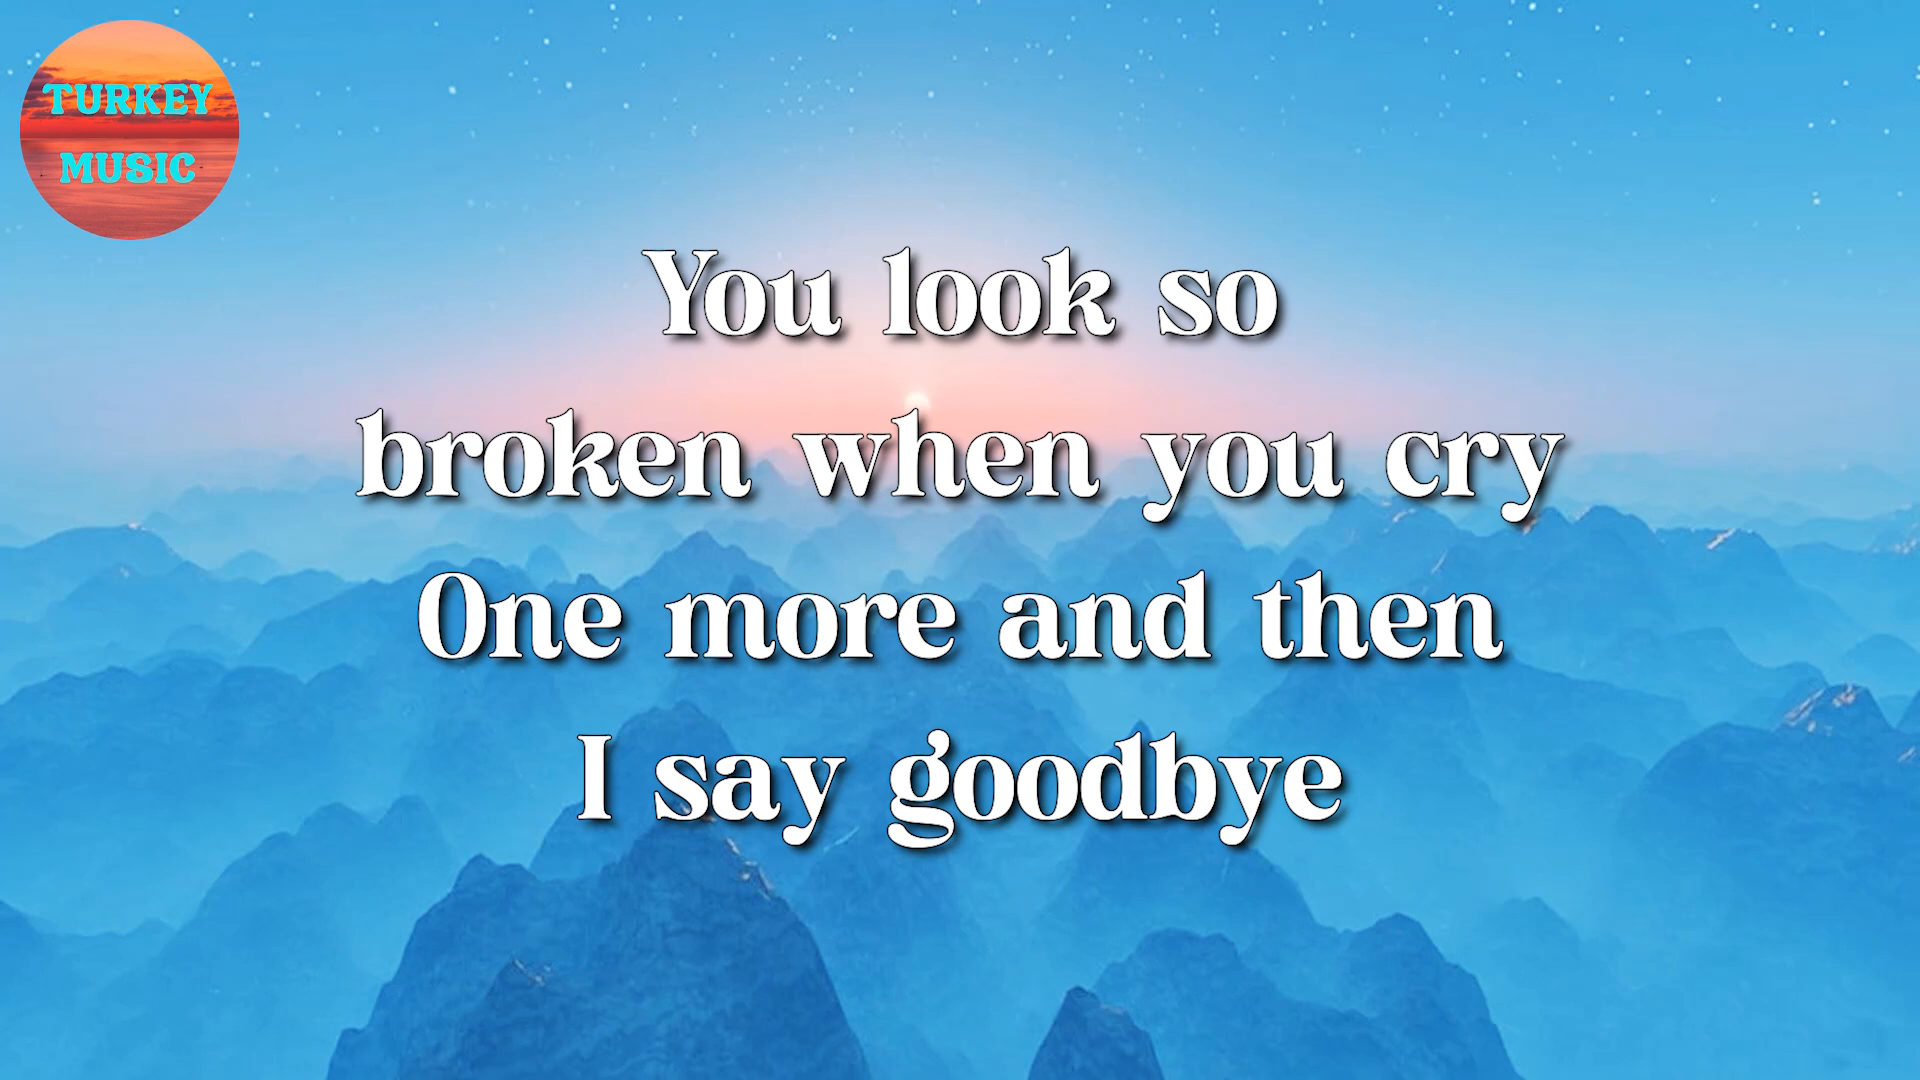 TURKEY
MUSIC
You look so
broken when you cry
One more and then
I say goodbye